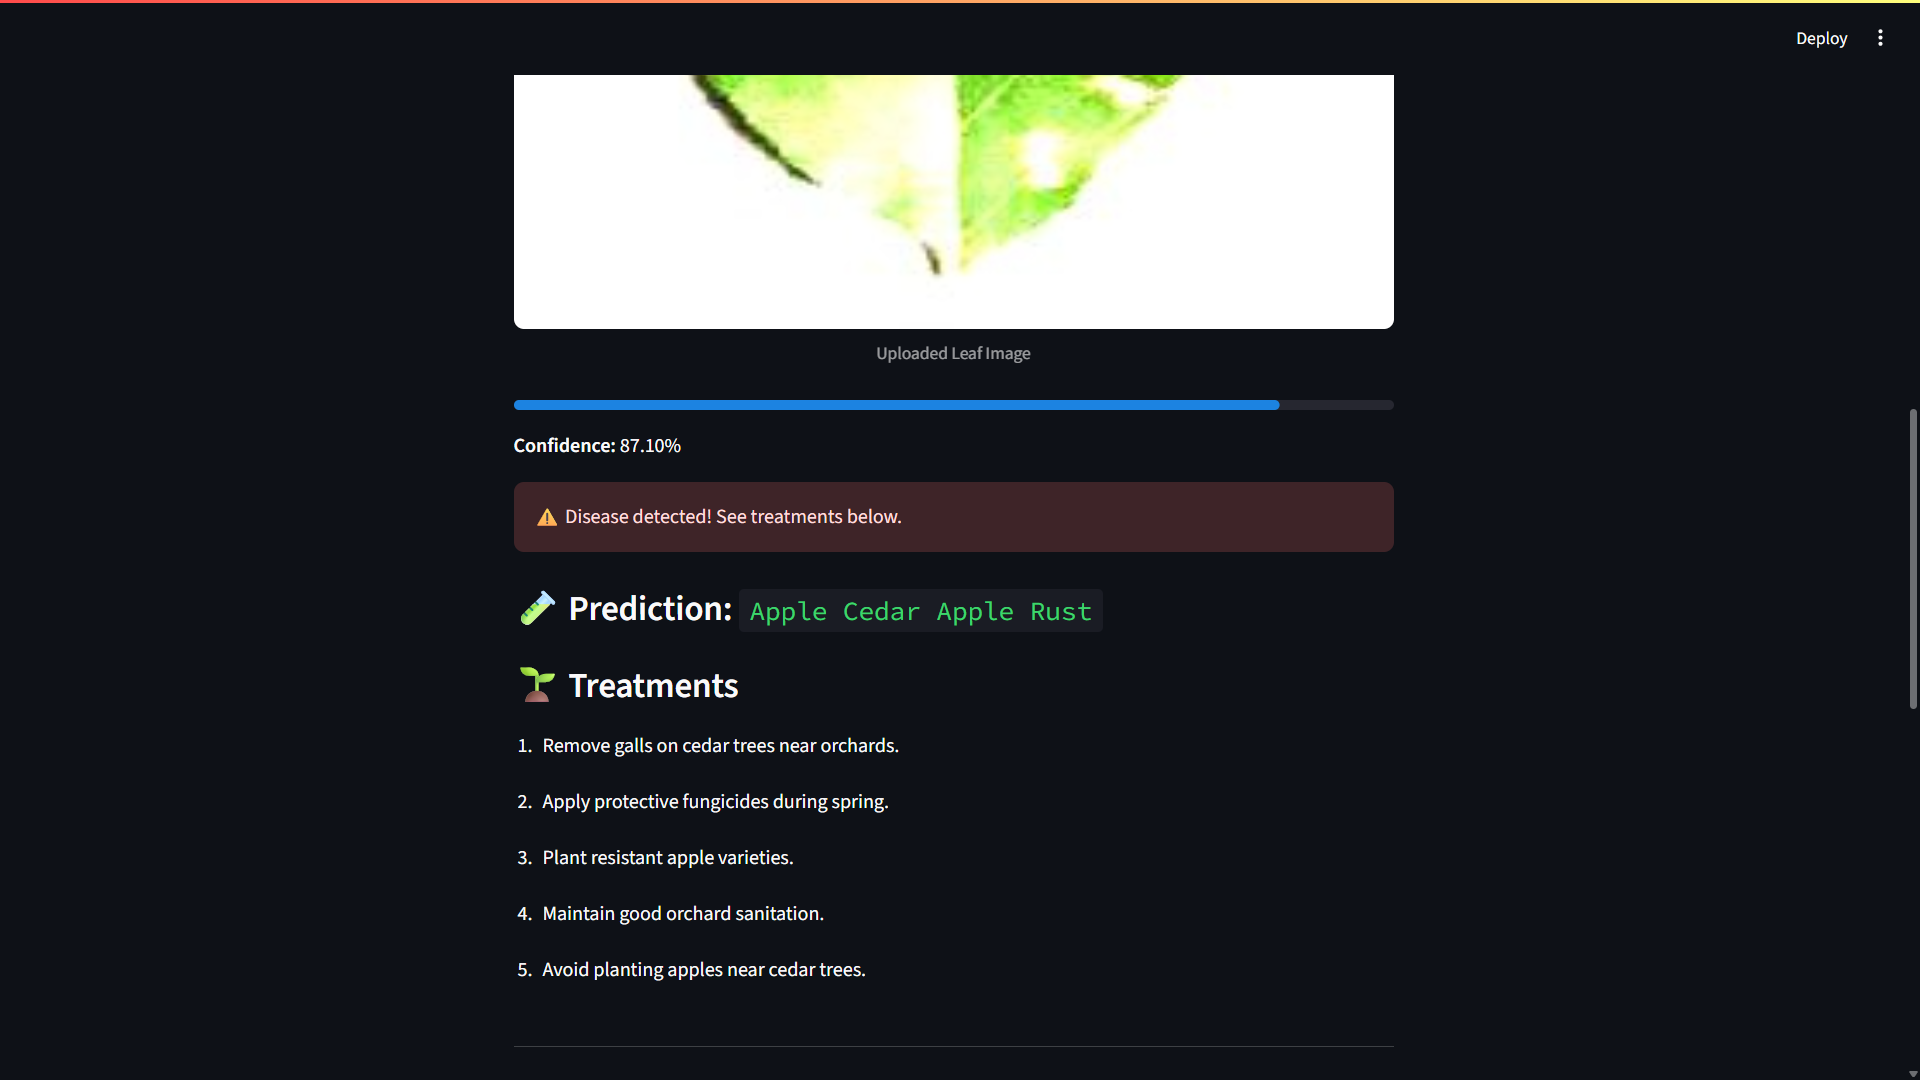 Deploy
Uploaded Leaf Image
Confidence: 87.10%
Disease detected! See treatments below.
Prediction: Apple Cedar Apple Rust
Treatments
1. Remove galls on cedar trees near orchards.
2. Apply protective fungicides during spring.
3. Plant resistant apple varieties.
4. Maintain good orchard sanitation.
5. Avoid planting apples near cedar trees.